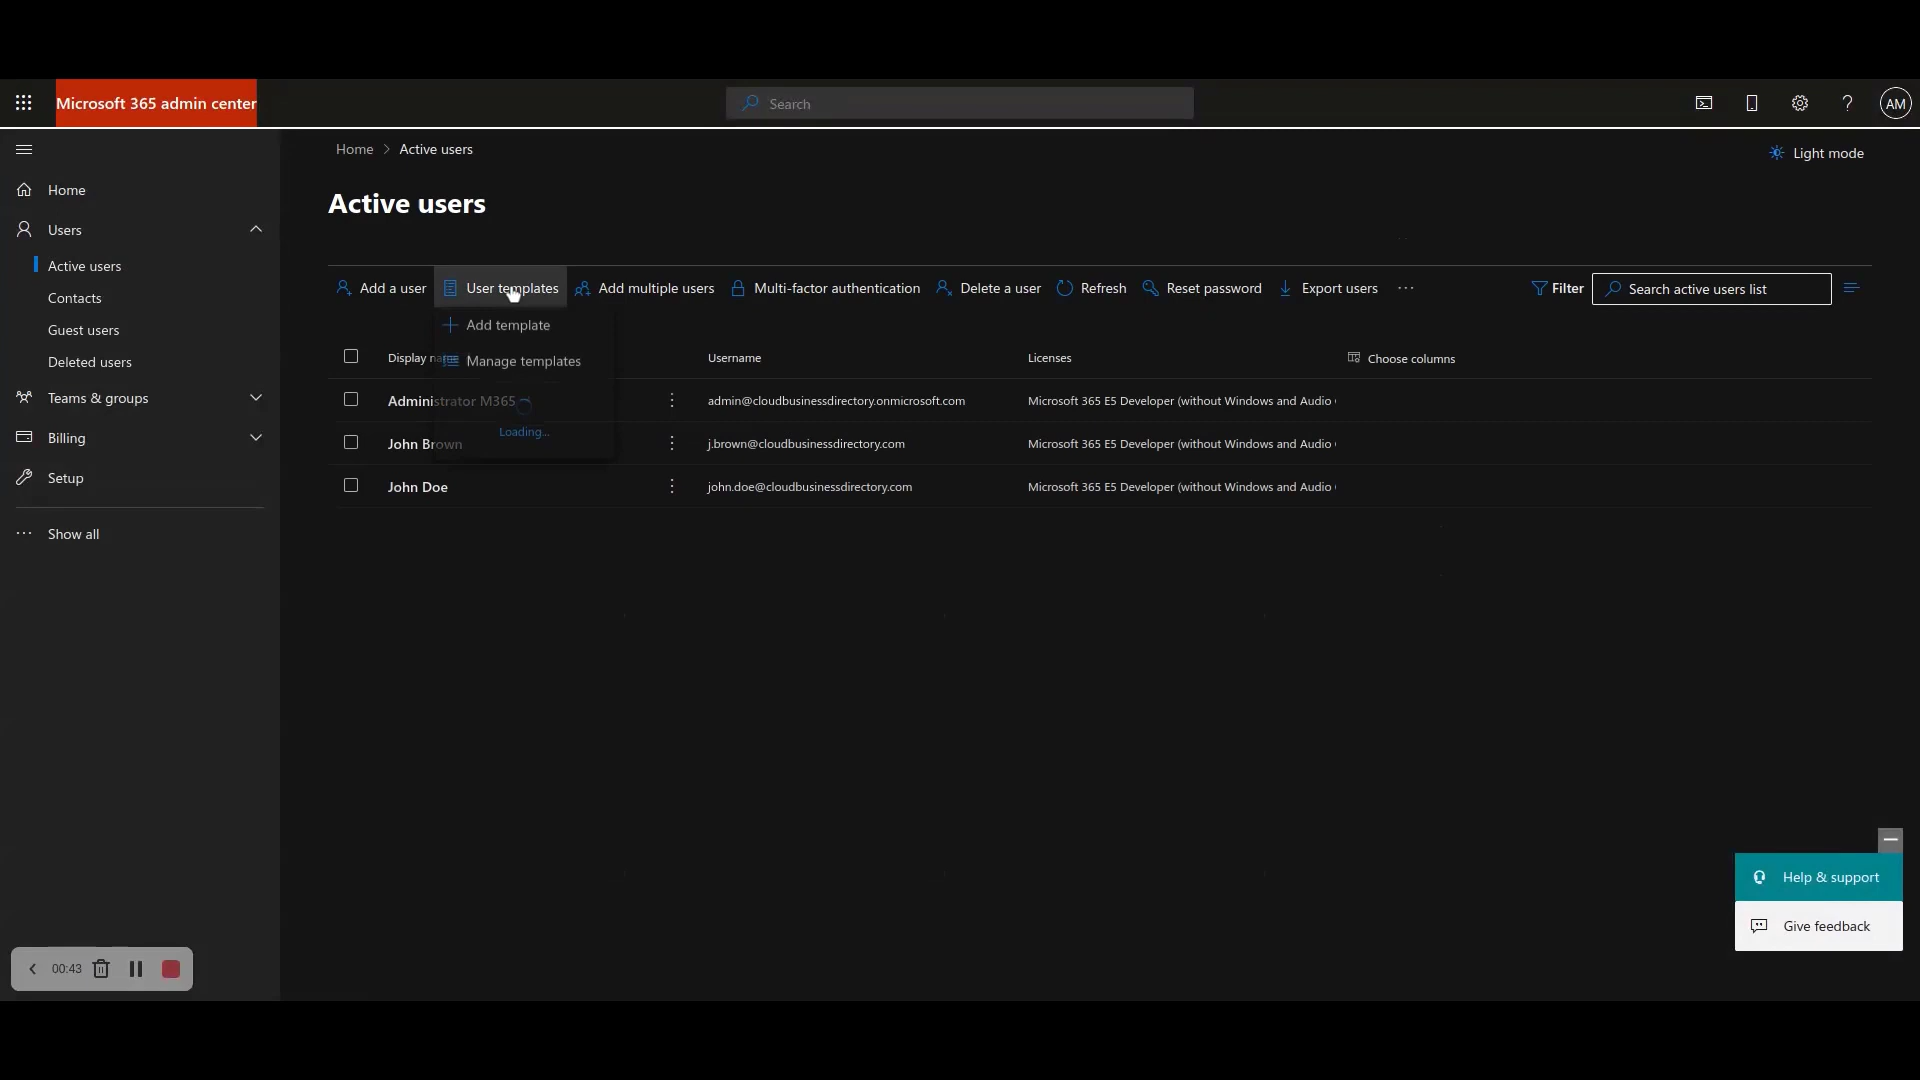 Microsoft 365 admin center
Search
AM
Home
Users
Active users
Contacts
Guest users
Deleted users
Teams & groups
Billing
Setup
Show all
Home > Active users
Light mode
Active users
Add a user User templates Add multiple users Multi-factor authentication Delete a user Refresh Reset password Export users Filter Search active users list
Add template
Manage templates
Loading...
Display Username Licenses Choose columns
Administrator M365 admin@cloudbusinessdirectory.onmicrosoft.com Microsoft 365 E5 Developer (without Windows and Audio
John Brown j.brown@cloudbusinessdirectory.com Microsoft 365 E5 Developer (without Windows and Audio
John Doe john.doe@cloudbusinessdirectory.com Microsoft 365 E5 Developer (without Windows and Audio
Help & support
Give feedback
00:43